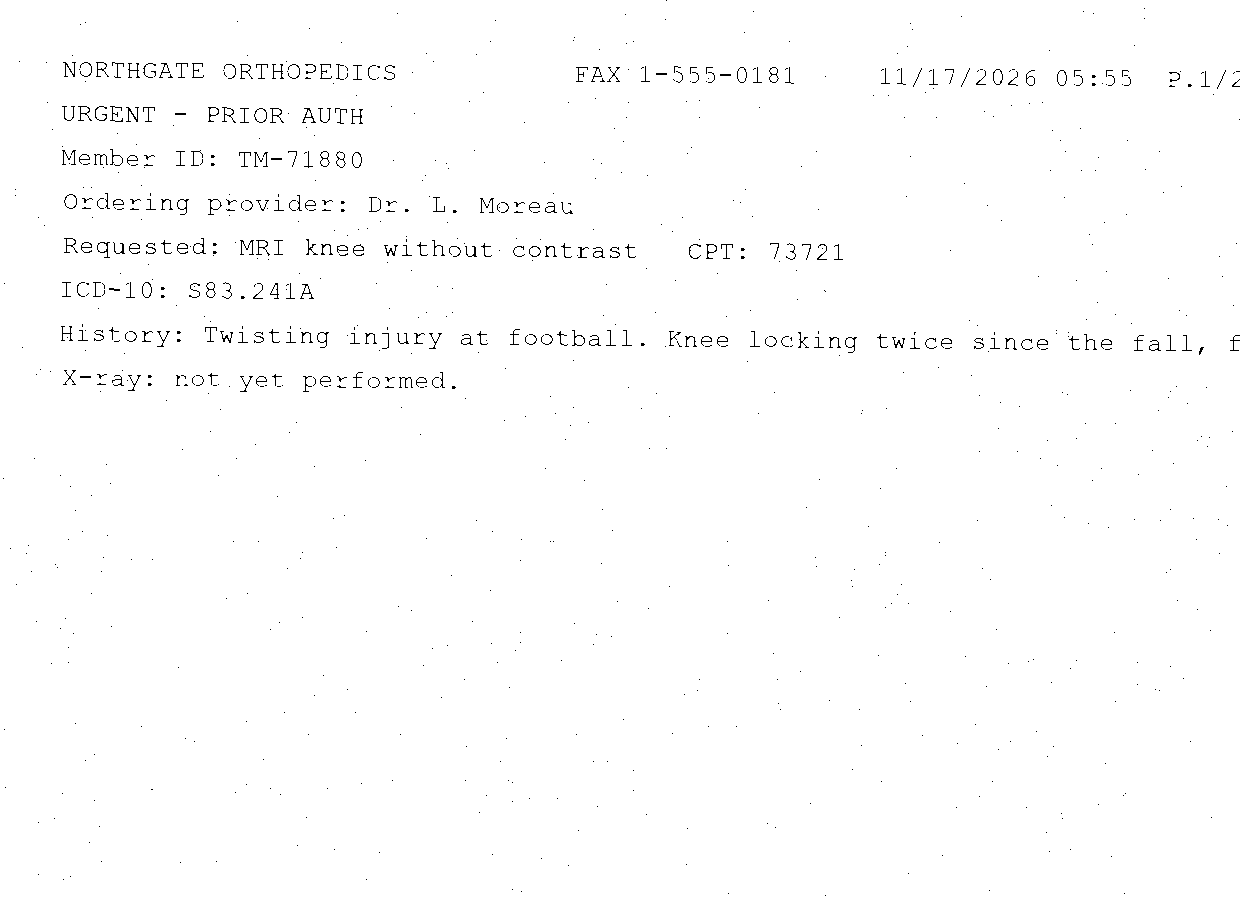 NORTHGATE ORTHOPEDICS FAX 1-555-0181 11/17/2026 05:55 P.1/2
URGENT - PRIOR AUTH
Member ID: TM-71880
Ordering provider: Dr. L. Moreau
Requested: MRI knee without contrast CPT: 73721
ICD-10: S83.241A
History: Twisting injury at football. Knee locking twice since the fall,
X-ray: not yet performed.